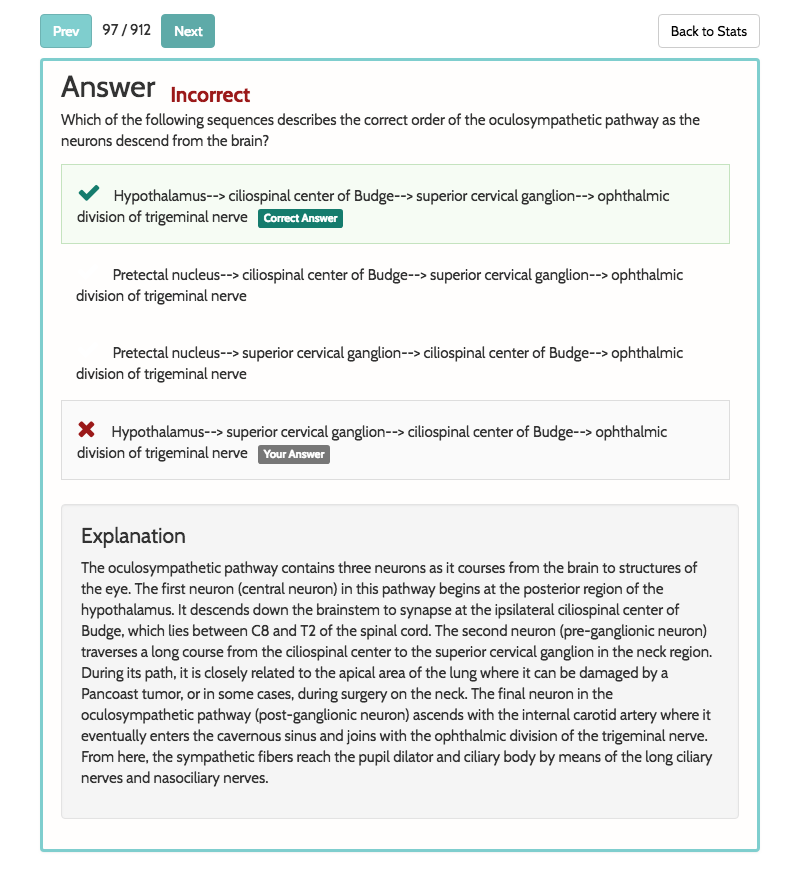 Prev 97 / 912 Next Back to Stats
Answer Incorrect
Which of the following sequences describes the correct order of the oculosympathetic pathway as the
neurons descend from the brain?
Hypothalamus--> ciliospinal center of Budge--> superior cervical ganglion--> ophthalmic
division of trigeminal nerve Correct Answer
Pretectal nucleus--> ciliospinal center of Budge--> superior cervical ganglion--> ophthalmic
division of trigeminal nerve
Pretectal nucleus--> superior cervical ganglion--> ciliospinal center of Budge--> ophthalmic
division of trigeminal nerve
Hypothalamus--> superior cervical ganglion--> ciliospinal center of Budge--> ophthalmic
division of trigeminal nerve Your Answer
Explanation
The oculosympathetic pathway contains three neurons as it courses from the brain to structures of
the eye. The first neuron (central neuron) in this pathway begins at the posterior region of the
hypothalamus. It descends down the brainstem to synapse at the ipsilateral ciliospinal center of
Budge, which lies between C8 and T2 of the spinal cord. The second neuron (pre-ganglionic neuron)
traverses a long course from the ciliospinal center to the superior cervical ganglion in the neck region.
During its path, it is closely related to the apical area of the lung where it can be damaged by a
Pancoast tumor, or in some cases, during surgery on the neck. The final neuron in the
oculosympathetic pathway (post-ganglionic neuron) ascends with the internal carotid artery where it
eventually enters the cavernous sinus and joins with the ophthalmic division of the trigeminal nerve.
From here, the sympathetic fibers reach the pupil dilator and ciliary body by means of the long ciliary
nerves and nasociliary nerves.